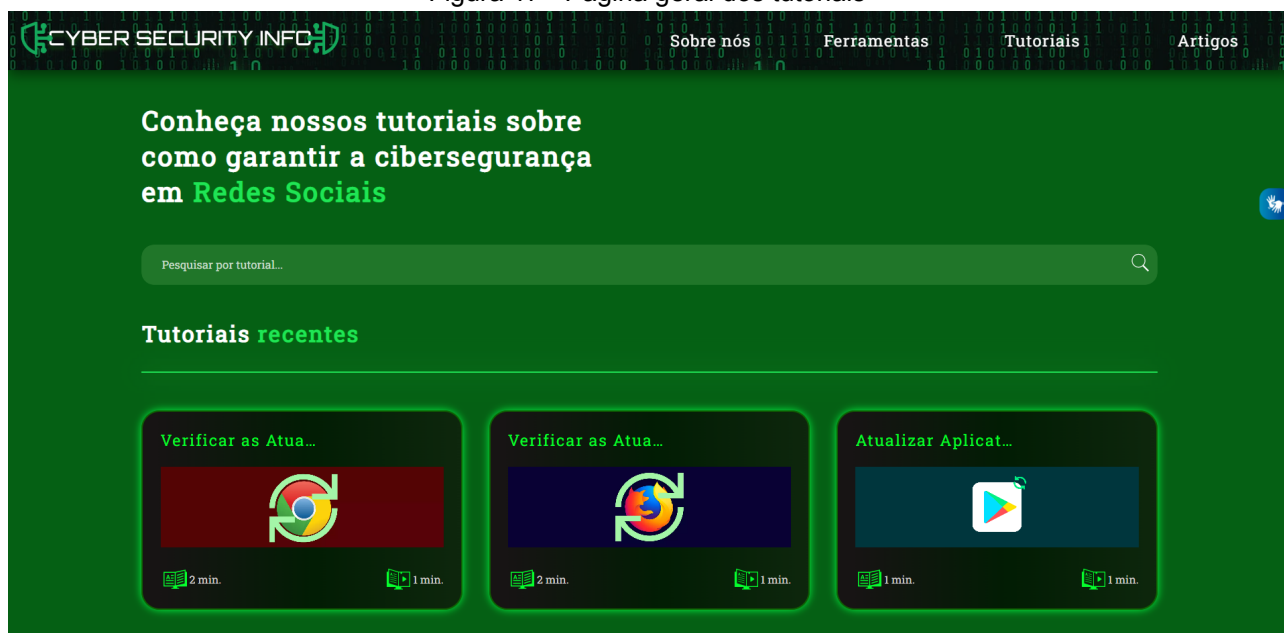 CYBER SECURITY INFO
Sobre nós Ferramentas Tutoriais Artigos
Conheça nossos tutoriais sobre
como garantir a cibersegurança
em Redes Sociais
Pesquisar por tutorial...
Tutoriais recentes
Verificar as Atua...
2 min. 1 min.
Verificar as Atua...
2 min. 1 min.
Atualizar Aplicat...
1 min. 1 min.